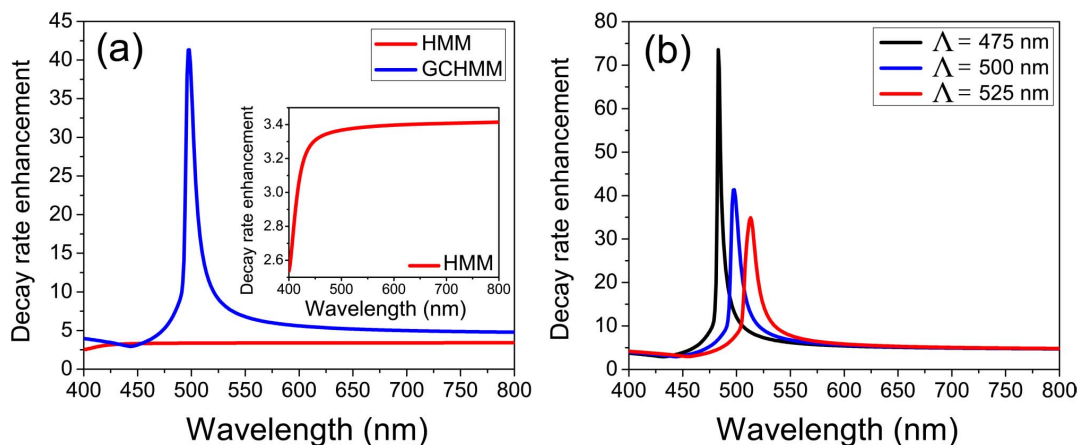 (a)
HMM
GCHMM
Decay rate enhancement
45
40
35
30
25
20
15
10
5
0
400 450 500 550 600 650 700 750 800
Wavelength (nm)
Decay rate enhancement
3.4
3.2
3.0
2.8
2.6
HMM
400 500 600 700 800
Wavelength (nm)
(b)
Λ = 475 nm
Λ = 500 nm
Λ = 525 nm
Decay rate enhancement
80
70
60
50
40
30
20
10
0
400 450 500 550 600 650 700 750 800
Wavelength (nm)